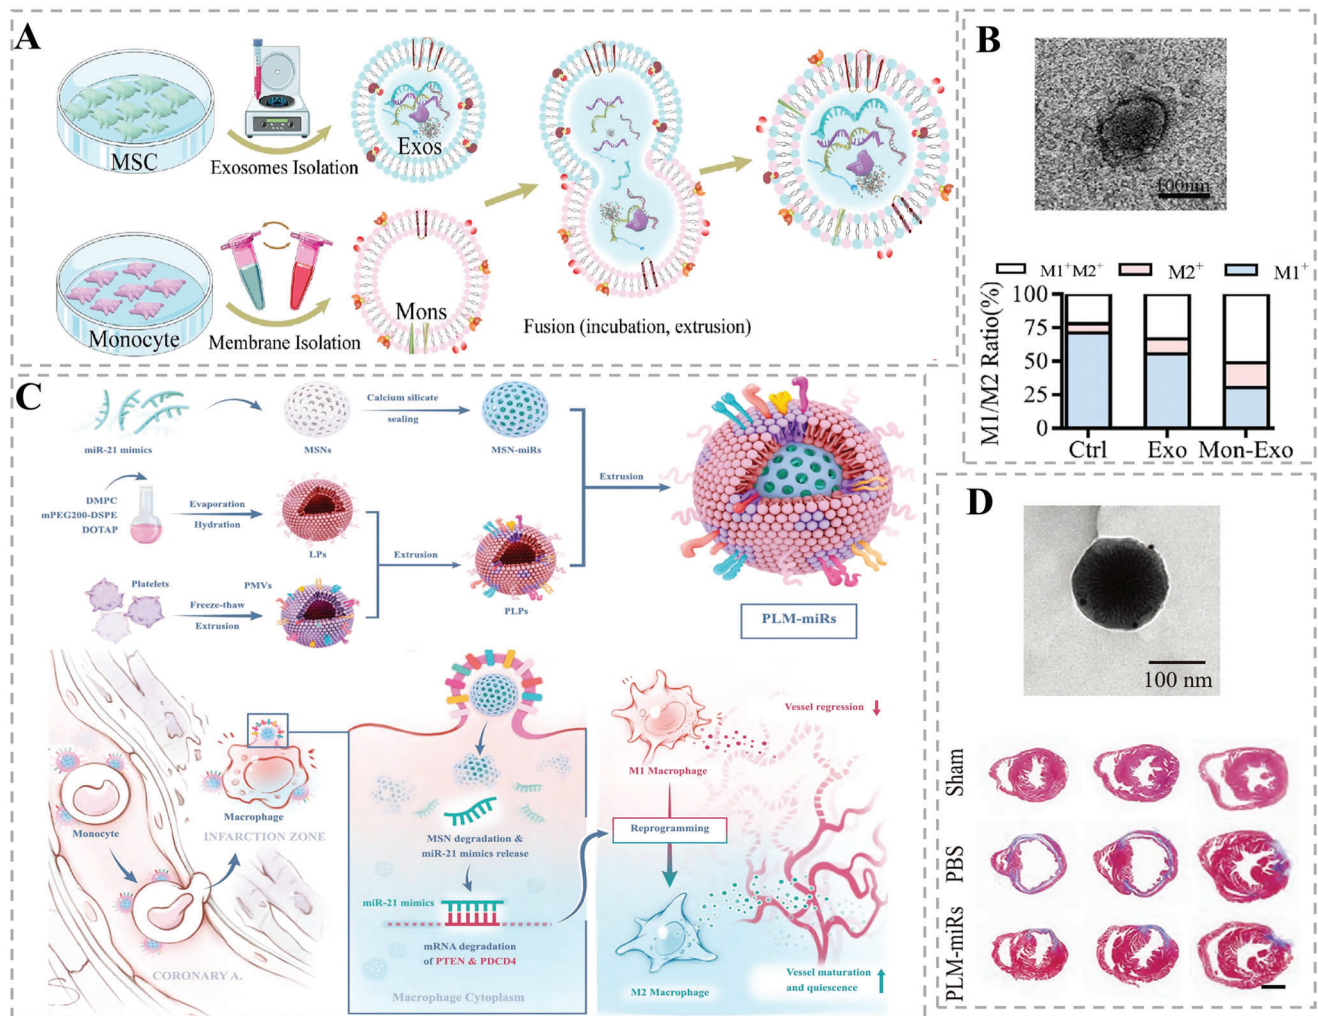 A
MSC
Exosomes Isolation
Exos
Monocyte
Membrane Isolation
Mons
Fusion (incubation, extrusion)
B
100nm
M1⁺M2⁺
M2⁺
M1⁺
M1/M2 Ratio(%)
100
75
50
25
0
Ctrl
Exo
Mon-Exo
C
miR-21 mimics
MSNs
Calcium silicate
sealing
MSN-miRs
DMPC
mPEG200-DSPE
DOTAP
Evaporation
Hydration
LPs
Extrusion
Extrusion
Platelets
Freeze-thaw
Extrusion
PMVs
PLPs
PLM-miRs
Monocyte
Macrophage
INFARCTION ZONE
CORONARY A.
MSN degradation &
miR-21 mimics release
miR-21 mimics
mRNA degradation
of PTEN & PDCD4
Macrophage Cytoplasm
M1 Macrophage
Vessel regression
Reprogramming
M2 Macrophage
Vessel maturation
and quiescence
D
100 nm
Sham
PBS
PLM-miRs